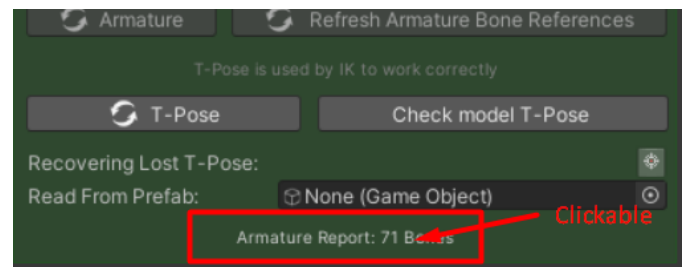 Armature Refresh Armature Bone References
T-Pose is used by IK to work correctly
T-Pose Check model T-Pose
Recovering Lost T-Pose:
Read From Prefab: None (Game Object)
Clickable
Armature Report: 71 Bones